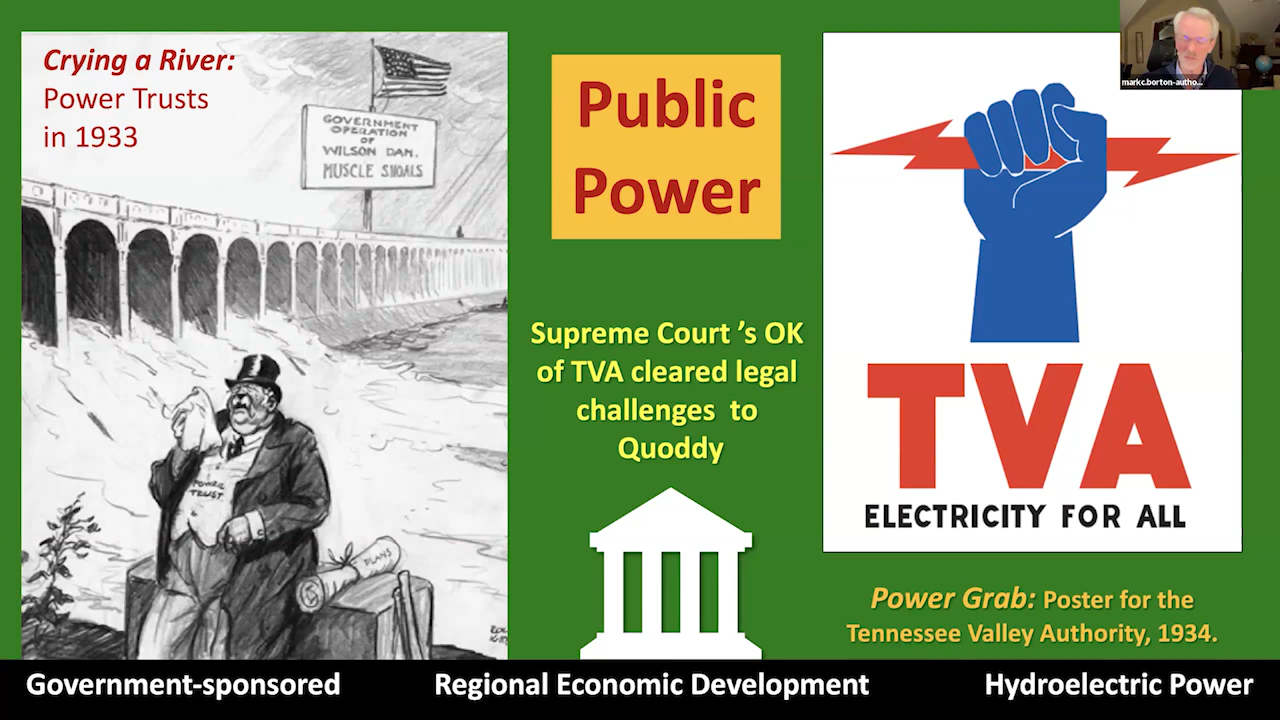 Crying a River:
Power Trusts
in 1933
GOVERNMENT
OPERATION
OF
WILSON DAM.
MUSCLE SHOALS
POWER
TRUST
PLANS
$
Public
Power
Supreme Court ’s OK
of TVA cleared legal
challenges to
Quoddy
markc.borton-autho...
TVA
ELECTRICITY FOR ALL
Power Grab: Poster for the
Tennessee Valley Authority, 1934.
Government-sponsored
Regional Economic Development
Hydroelectric Power